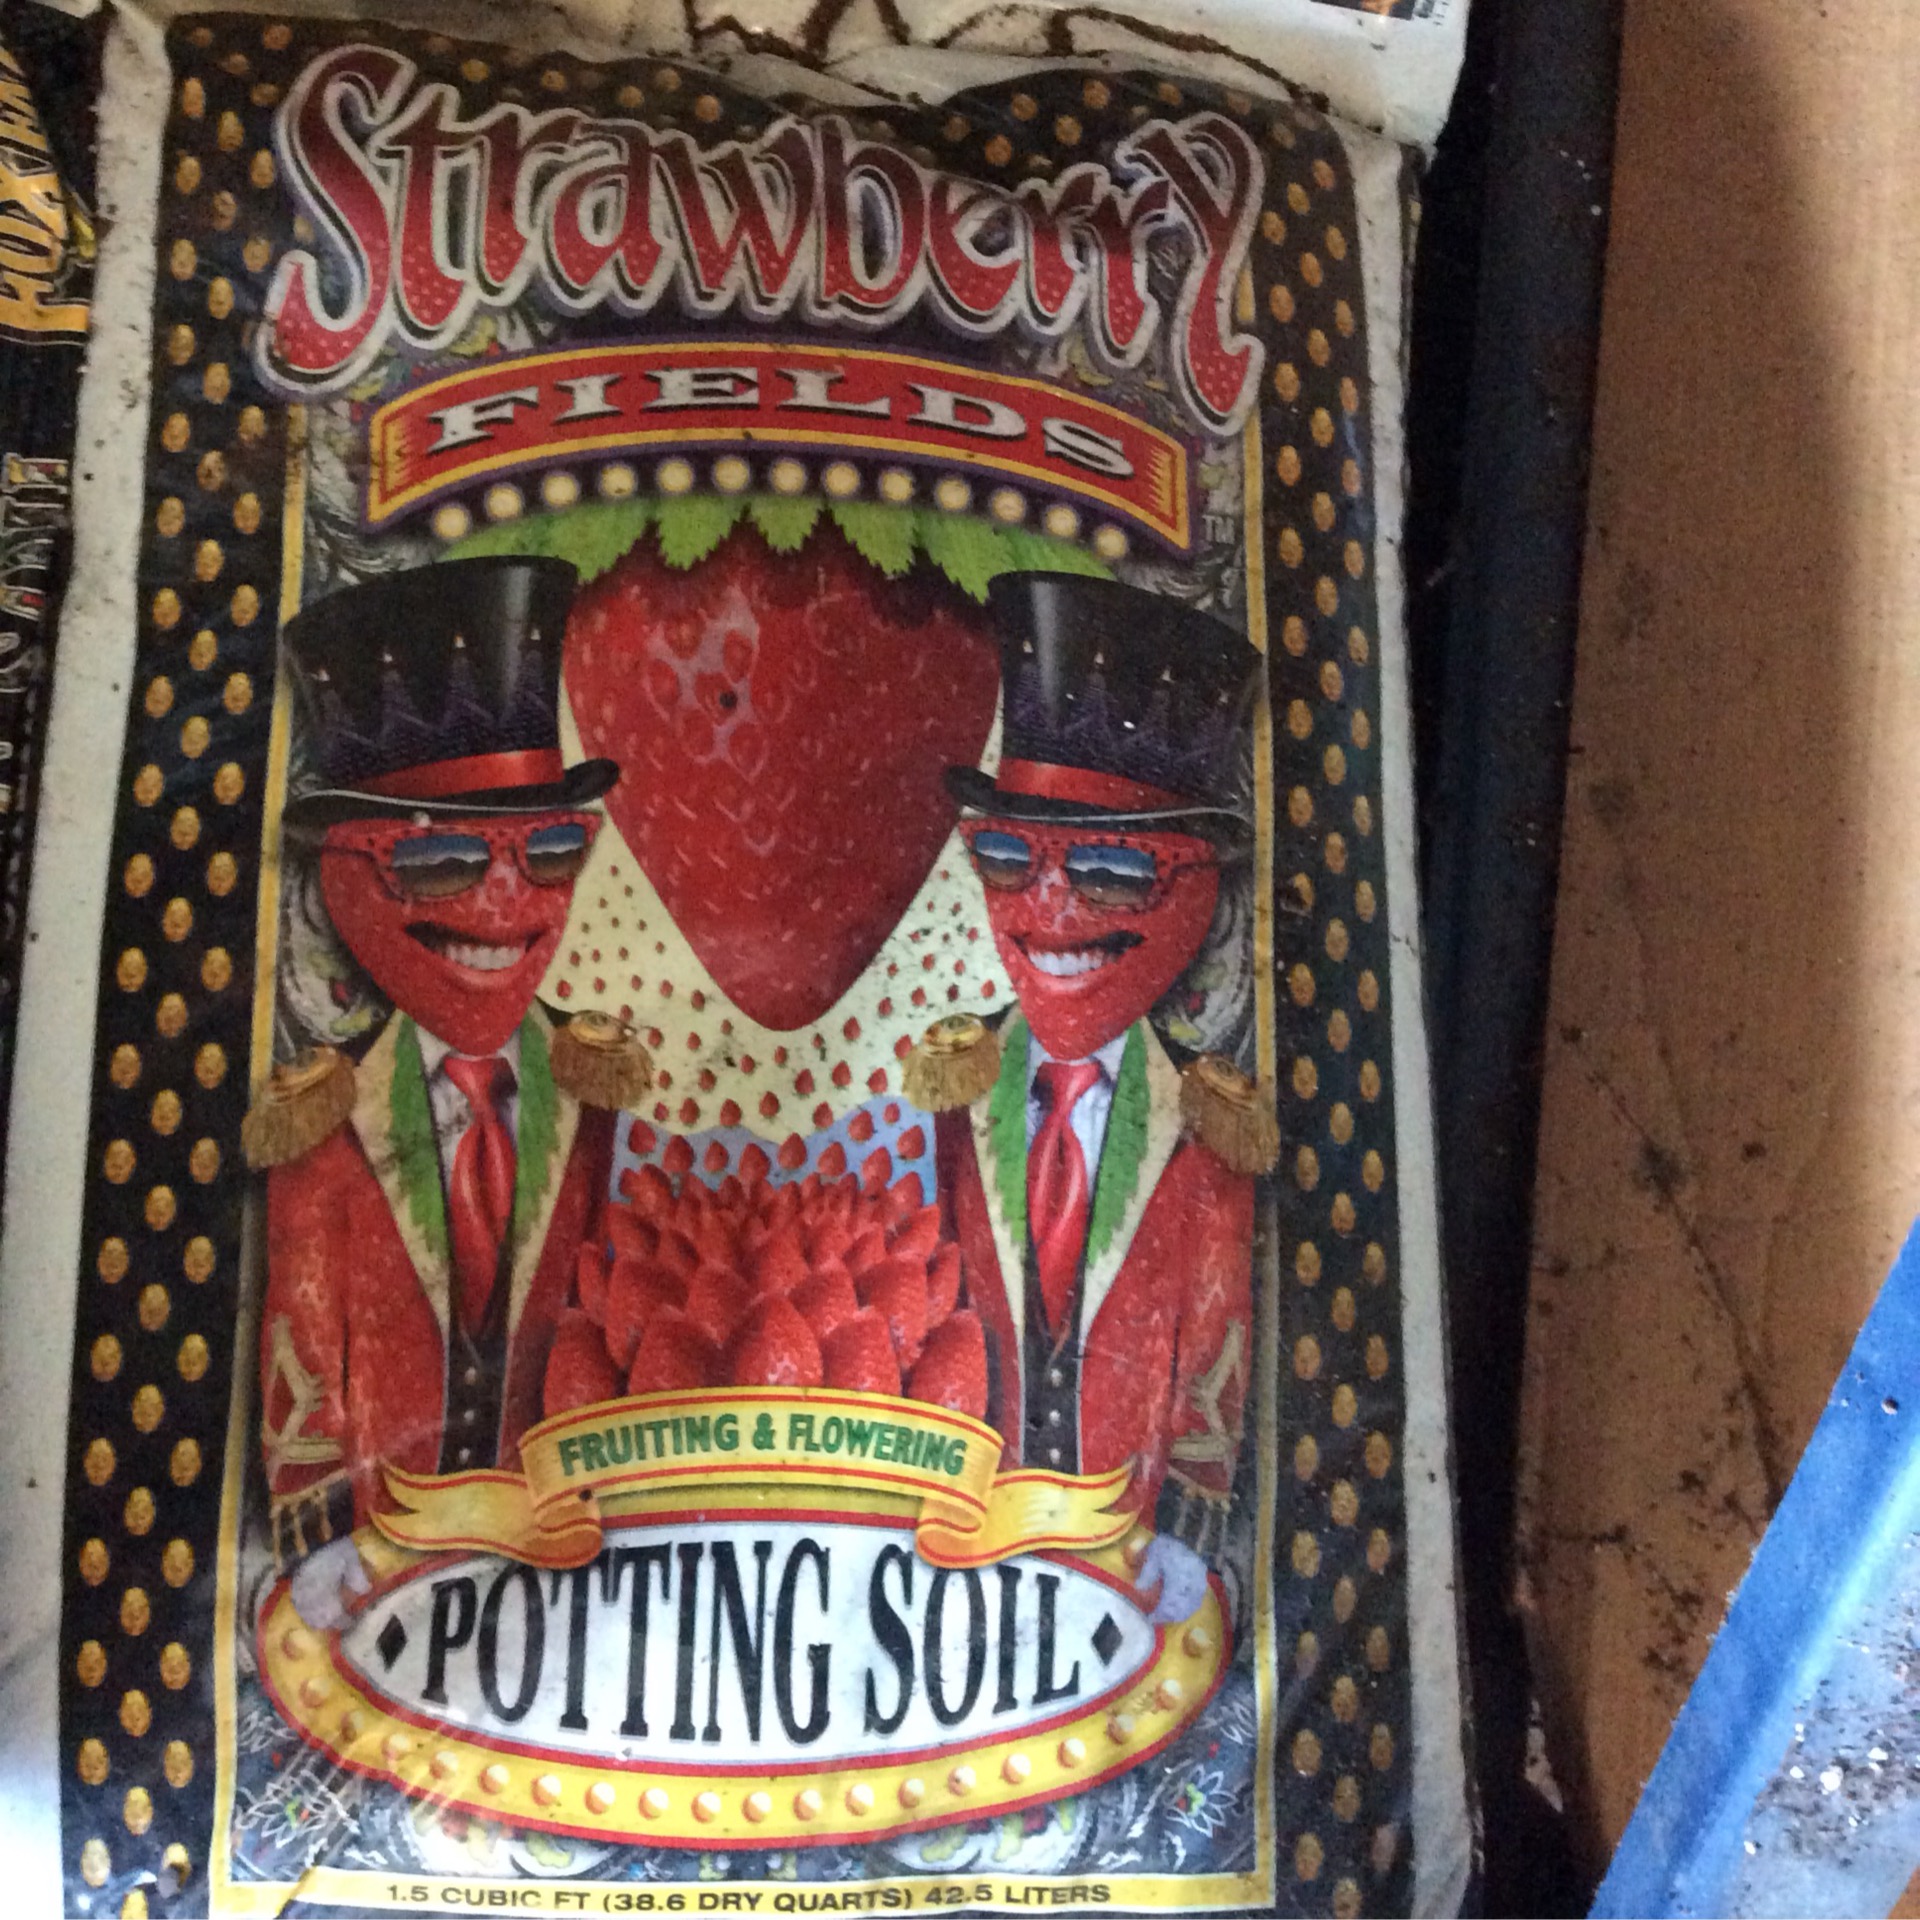 Strawberry
FIELDS
TM
FRUITING & FLOWERING
POTTING SOIL
1.5 CUBIC FT (38.6 DRY QUARTS) 42.5 LITERS